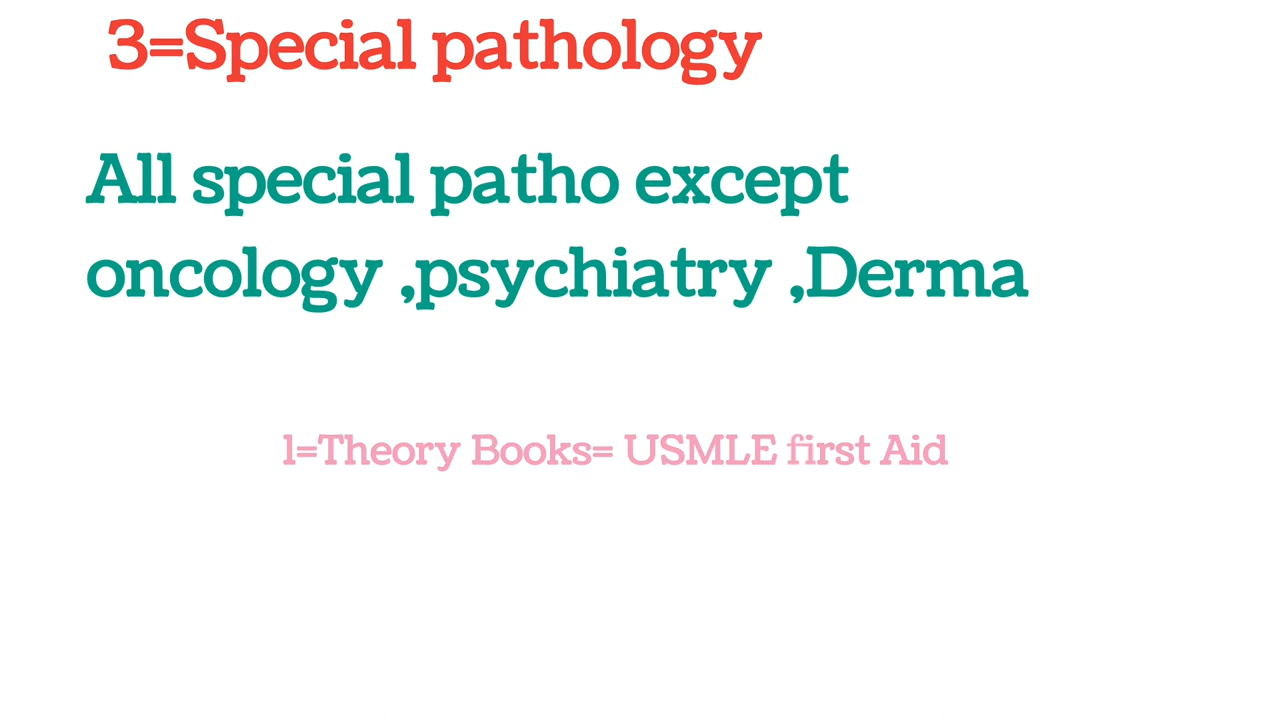 3=Special pathology
All special patho except
oncology ,psychiatry ,Derma
1=Theory Books= USMLE first Aid